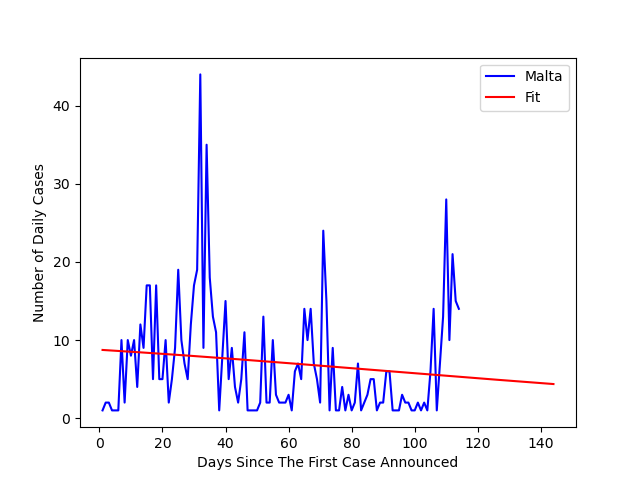 Malta
Fit
40
30
20
10
0
Number of Daily Cases
0 20 40 60 80 100 120 140
Days Since The First Case Announced